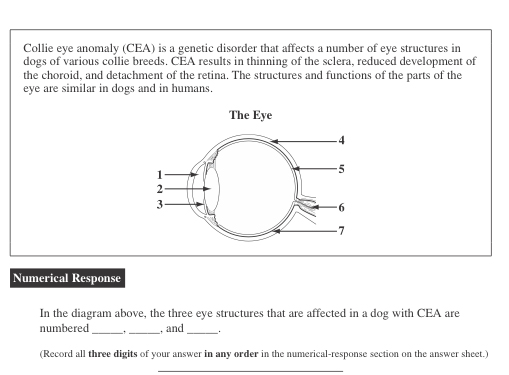 Collie eye anomaly (CEA) is a genetic disorder that affects a number of eye structures in
dogs of various collie breeds. CEA results in thinning of the sclera, reduced development of
the choroid, and detachment of the retina. The structures and functions of the parts of the
eye are similar in dogs and in humans.
The Eye
4
1
5
2
3
6
7
Numerical Response
In the diagram above, the three eye structures that are affected in a dog with CEA are
numbered _____, _____, and _____.
(Record all three digits of your answer in any order in the numerical-response section on the answer sheet.)